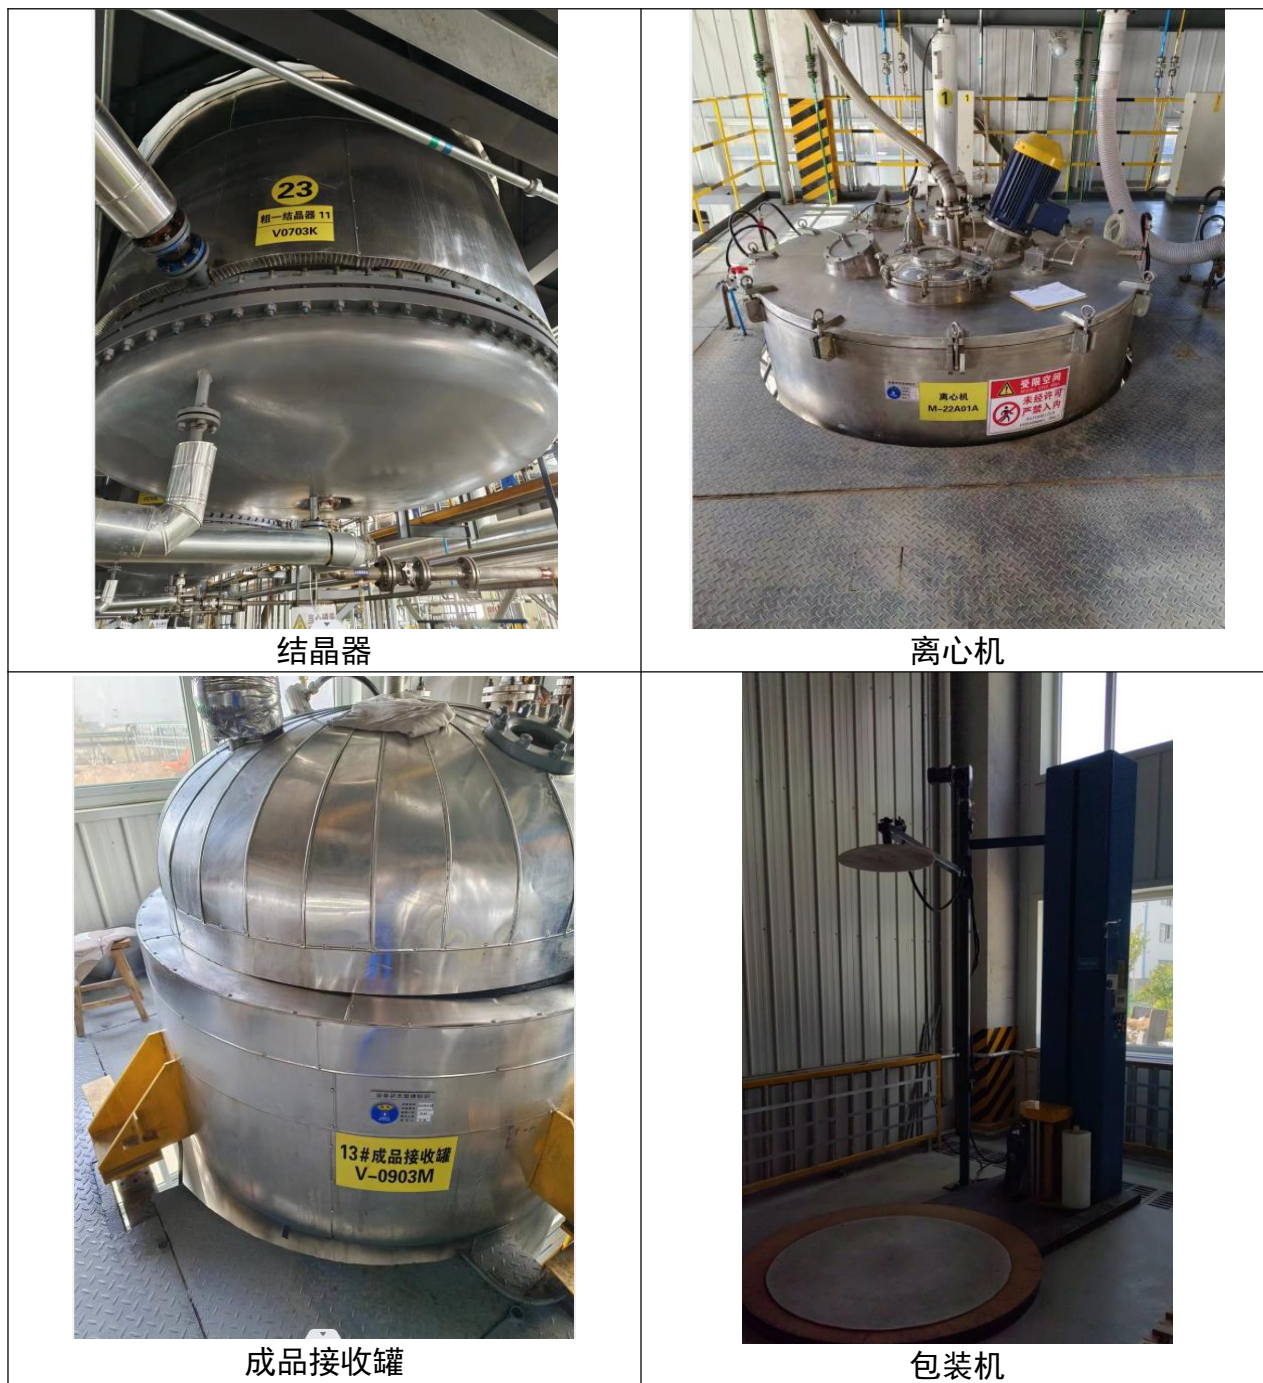 23
粗一结晶器 11
V0703K
结晶器
1
1
离心机
M-22A01A
受限空间
未经许可
严禁入内
离心机
13#成品接收罐
V-0903M
成品接收罐
包装机